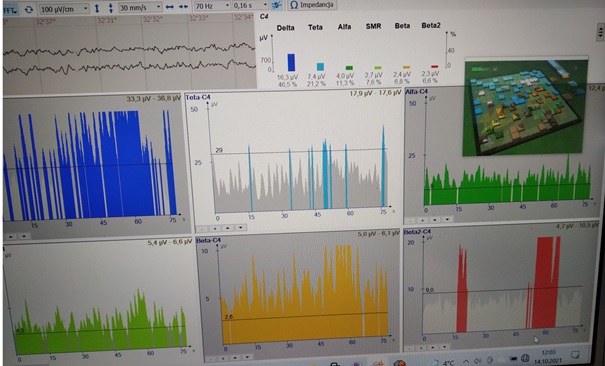 FFL 100 µV/cm 30 mm/s 70 Hz 0,16 s Impedancja
32'30" 32'31" 32'32" 32'33" 32'34"
C4
Delta Teta Alfa SMR Beta Beta2
µV %
700 40
0 0
16,3 µV 7,4 µV 4,0 µV 2,7 µV 2,4 µV 2,3 µV
46,5 % 21,2 % 11,3 % 7,6 % 6,8 % 6,6 %
33,3 µV - 36,8 µV
15 30 45 60 75
Teta-C4 17,9 µV - 17,6 µV
µV
50
29
25
0 15 30 45 60 75 s
Alfa-C4 12,4 µ
50
25
0 15 30 45 60 75
5,4 µV - 6,6 µV
0 15 30 45 60 75
Beta-C4 5,0 µV - 6,1 µV
µV
10
5
2,6
0 15 30 45 60 75
Beta2-C4 4,7 µV - 10,5 µV
20
µV
10
0 15 30 45 60 75
4°C
12:03
14.10.2021